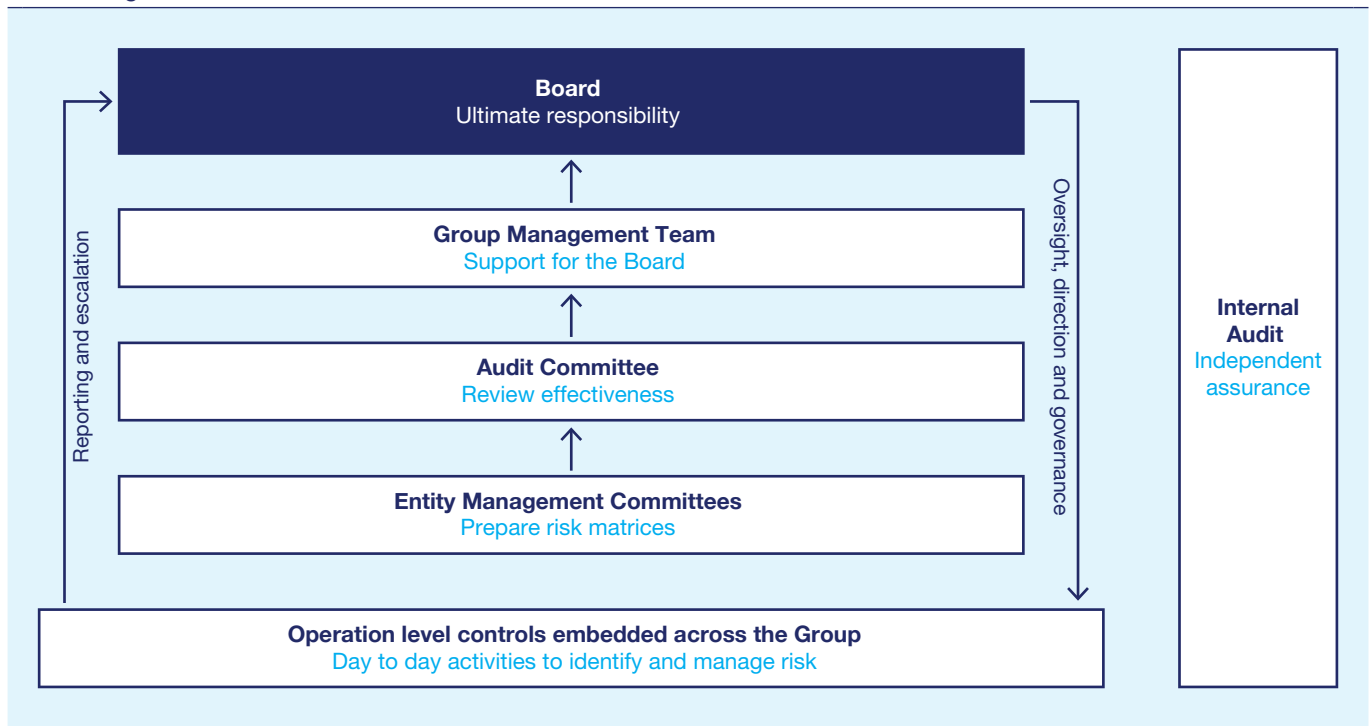 Board
Ultimate responsibility
Group Management Team
Support for the Board
Audit Committee
Review effectiveness
Entity Management Committees
Prepare risk matrices
Operation level controls embedded across the Group
Day to day activities to identify and manage risk
Reporting and escalation
Oversight, direction and governance
Internal
Audit
Independent
assurance